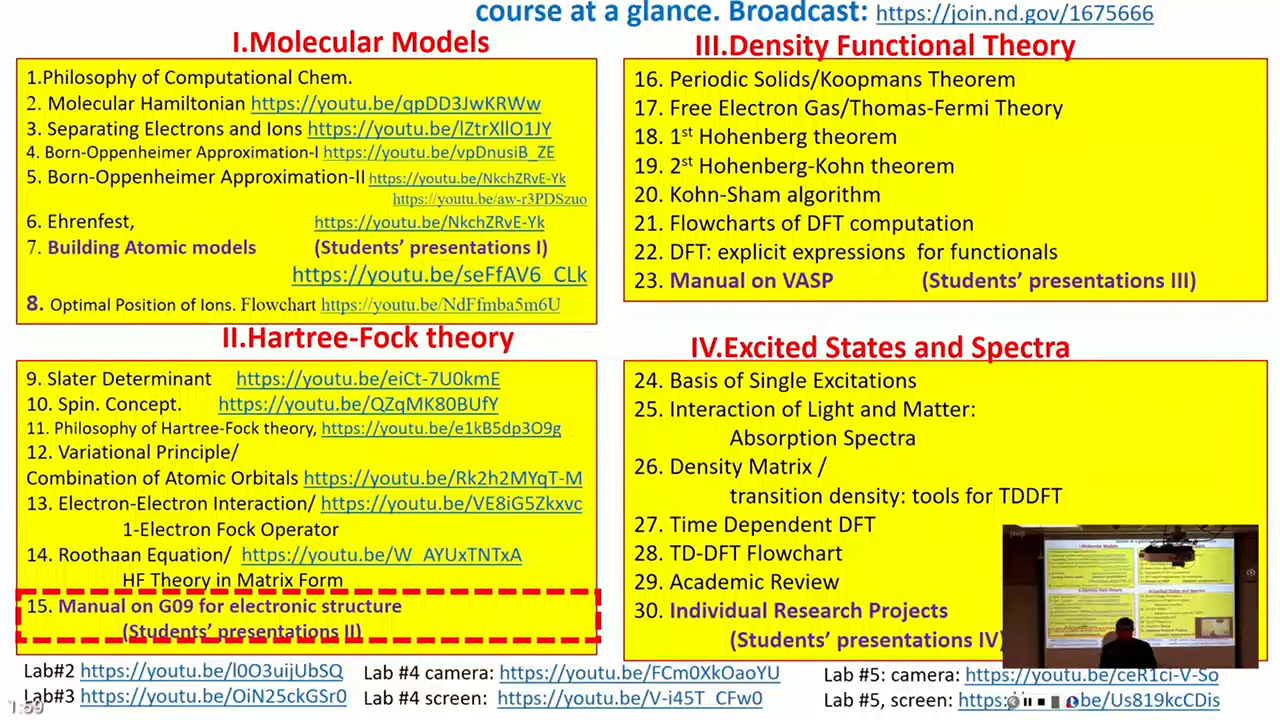 course at a glance. Broadcast: https://join.nd.gov/1675666
I.Molecular Models
1.Philosophy of Computational Chem.
2. Molecular Hamiltonian https://youtu.be/qpDD3JwKRWw
3. Separating Electrons and Ions https://youtu.be/lZtrXllO1JY
4. Born-Oppenheimer Approximation-I https://youtu.be/vpDnusiB_ZE
5. Born-Oppenheimer Approximation-II https://youtu.be/NkchZRvE-Yk
https://youtu.be/aw-r3PDSzuo
6. Ehrenfest, https://youtu.be/NkchZRvE-Yk
7. Building Atomic models (Students’ presentations I)
https://youtu.be/seFfAV6_CLk
8. Optimal Position of Ions. Flowchart https://youtu.be/NdFfmba5m6U
II.Hartree-Fock theory
9. Slater Determinant https://youtu.be/eiCt-7U0kmE
10. Spin. Concept. https://youtu.be/QZqMK80BUfY
11. Philosophy of Hartree-Fock theory, https://youtu.be/e1kB5dp3O9g
12. Variational Principle/
Combination of Atomic Orbitals https://youtu.be/Rk2h2MYqT-M
13. Electron-Electron Interaction/ https://youtu.be/VE8iG5Zkxvc
1-Electron Fock Operator
14. Roothaan Equation/ https://youtu.be/W_AYUxTNTxA
HF Theory in Matrix Form
15. Manual on G09 for electronic structure
(Students’ presentations II)
III.Density Functional Theory
16. Periodic Solids/Koopmans Theorem
17. Free Electron Gas/Thomas-Fermi Theory
18. 1st Hohenberg theorem
19. 2st Hohenberg-Kohn theorem
20. Kohn-Sham algorithm
21. Flowcharts of DFT computation
22. DFT: explicit expressions for functionals
23. Manual on VASP (Students’ presentations III)
IV.Excited States and Spectra
24. Basis of Single Excitations
25. Interaction of Light and Matter:
Absorption Spectra
26. Density Matrix /
transition density: tools for TDDFT
27. Time Dependent DFT
28. TD-DFT Flowchart
29. Academic Review
30. Individual Research Projects
(Students’ presentations IV)
Lab#2 https://youtu.be/l0O3uijUbSQ
Lab#3 https://youtu.be/OiN25ckGSr0
Lab #4 camera: https://youtu.be/FCm0XkOaoYU
Lab #4 screen: https://youtu.be/V-i45T_CFw0
Lab #5: camera: https://youtu.be/ceR1ci-V-So
Lab #5, screen: https: be/Us819kcCDis
1:59